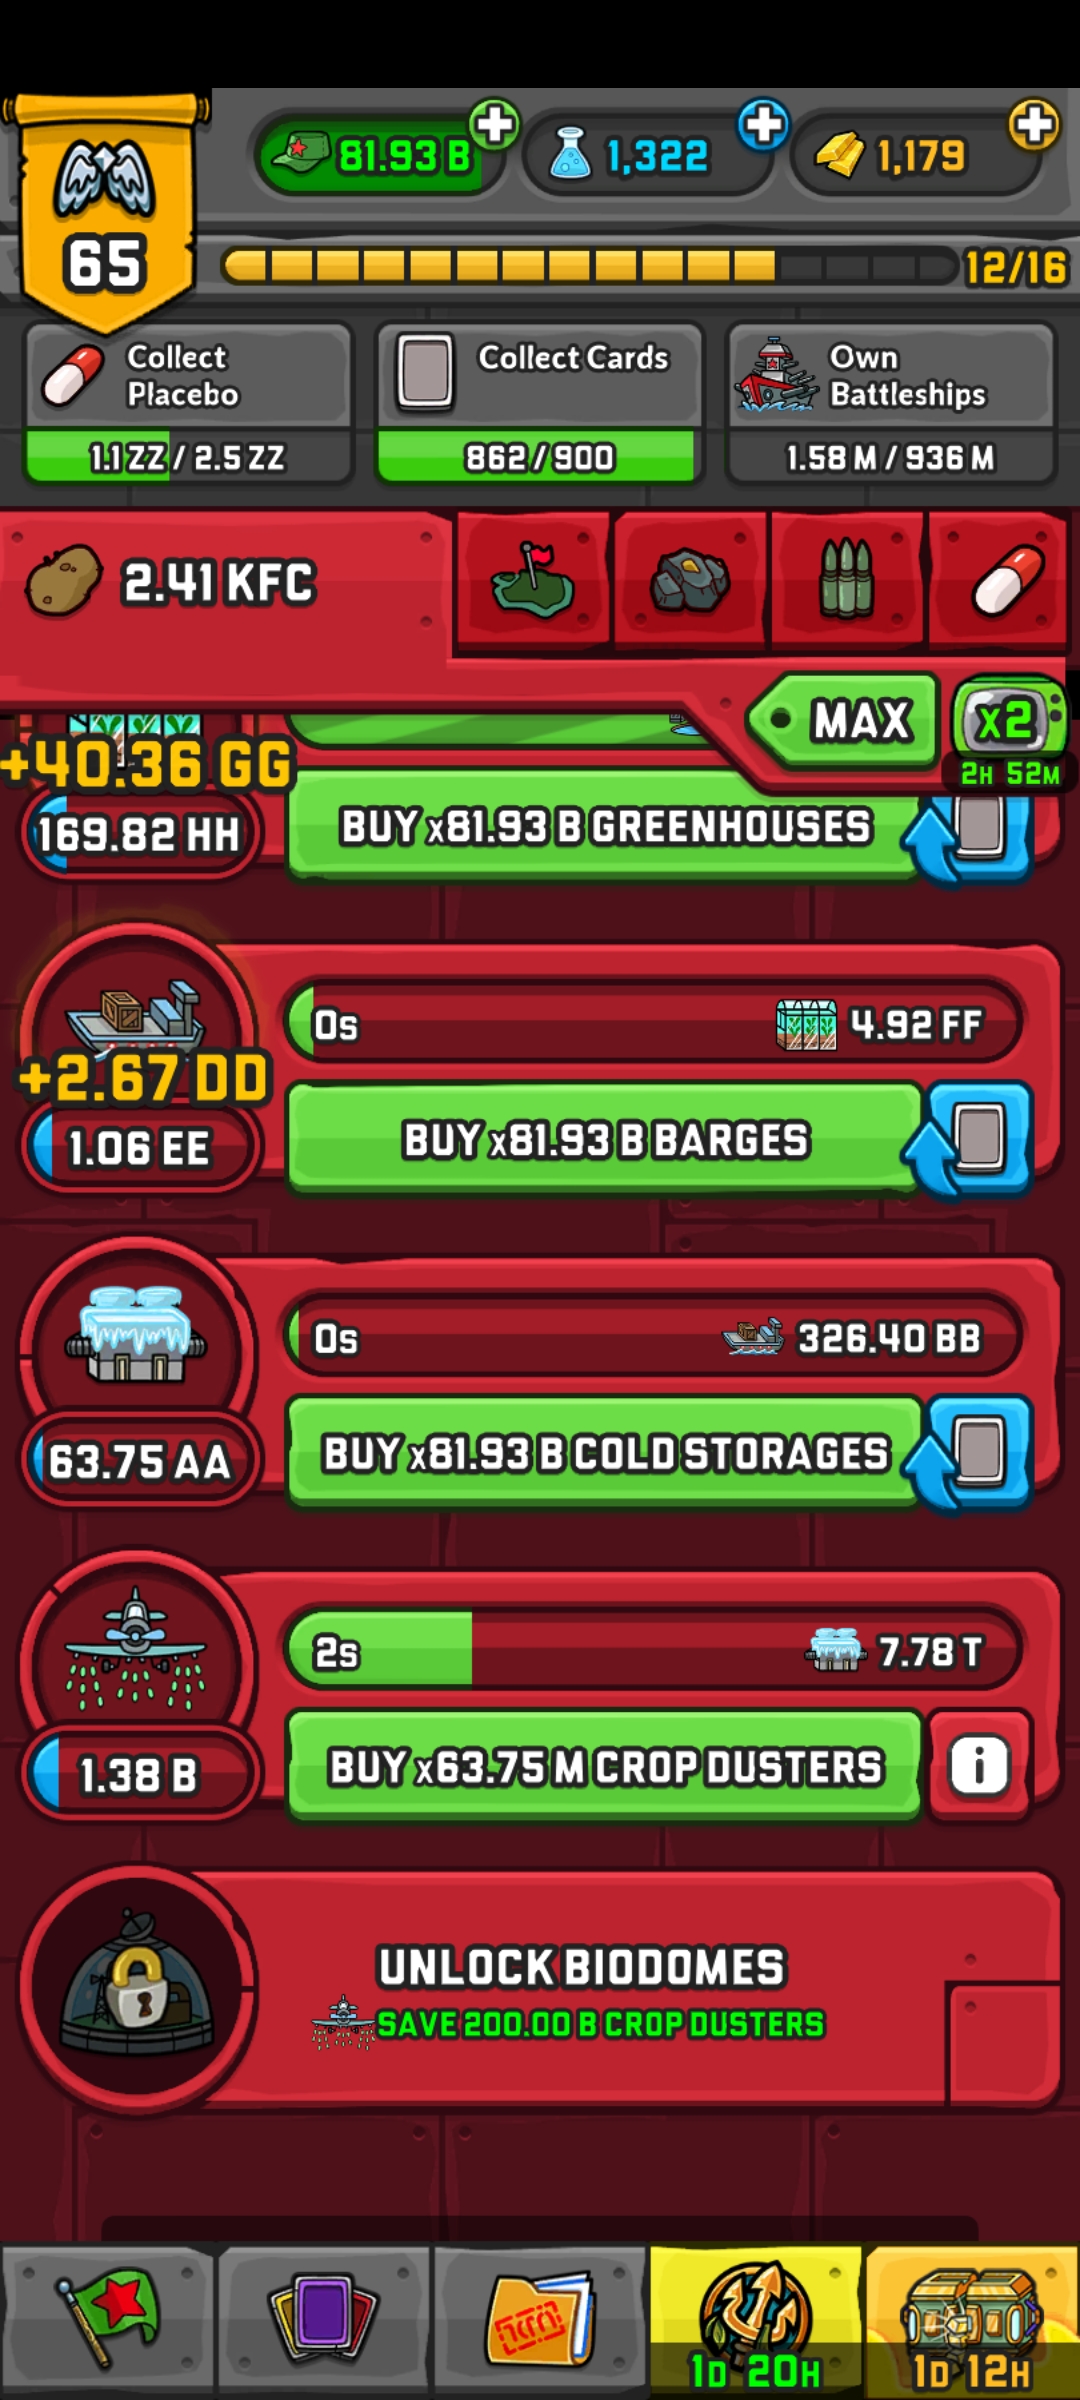 65
81.93 B
1,322
1,179
12/16
Collect
Placebo
1.1 ZZ / 2.5 ZZ
Collect Cards
862/900
Own
Battleships
1.58 M / 936 M
2.41 KFC
MAX
x2
2H 52M
+40.36 GG
169.82 HH
BUY x81.93 B GREENHOUSES
0s
4.92 FF
+2.67 DD
1.06 EE
BUY x81.93 B BARGES
0s
326.40 BB
63.75 AA
BUY x81.93 B COLD STORAGES
2s
7.78 T
1.38 B
BUY x63.75 M CROP DUSTERS
i
UNLOCK BIODOMES
SAVE 200.00 B CROP DUSTERS
1D 20H
1D 12H